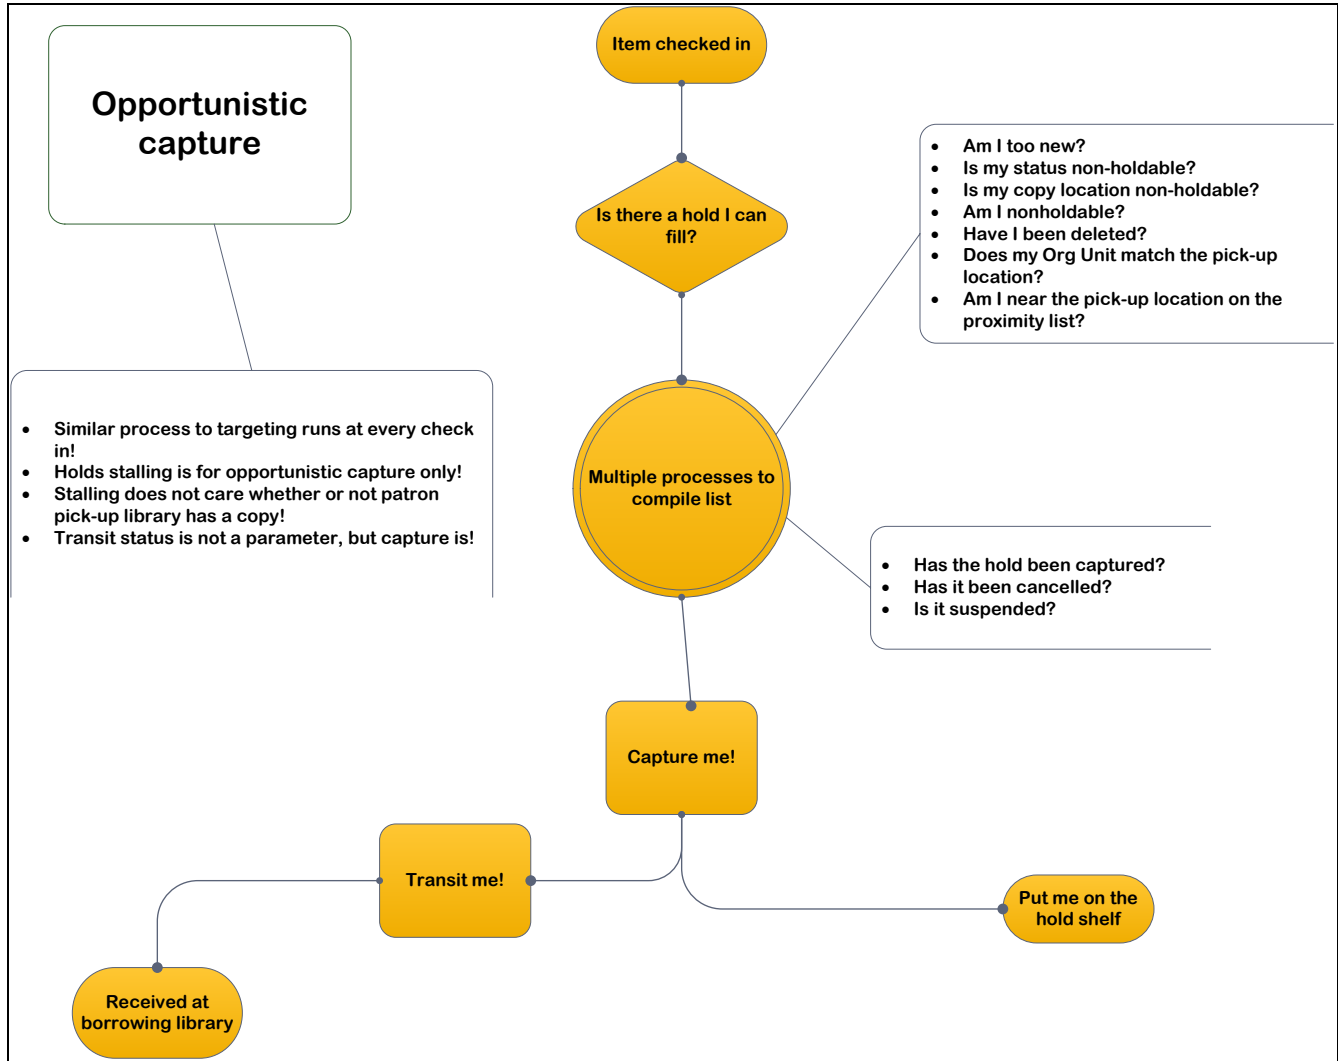 Opportunistic
capture
Item checked in
Is there a hold I can
fill?
• Am I too new?
• Is my status non-holdable?
• Is my copy location non-holdable?
• Am I nonholdable?
• Have I been deleted?
• Does my Org Unit match the pick-up
location?
• Am I near the pick-up location on the
proximity list?
• Similar process to targeting runs at every check
in!
• Holds stalling is for opportunistic capture only!
• Stalling does not care whether or not patron
pick-up library has a copy!
• Transit status is not a parameter, but capture is!
Multiple processes to
compile list
• Has the hold been captured?
• Has it been cancelled?
• Is it suspended?
Capture me!
Transit me!
Put me on the
hold shelf
Received at
borrowing library